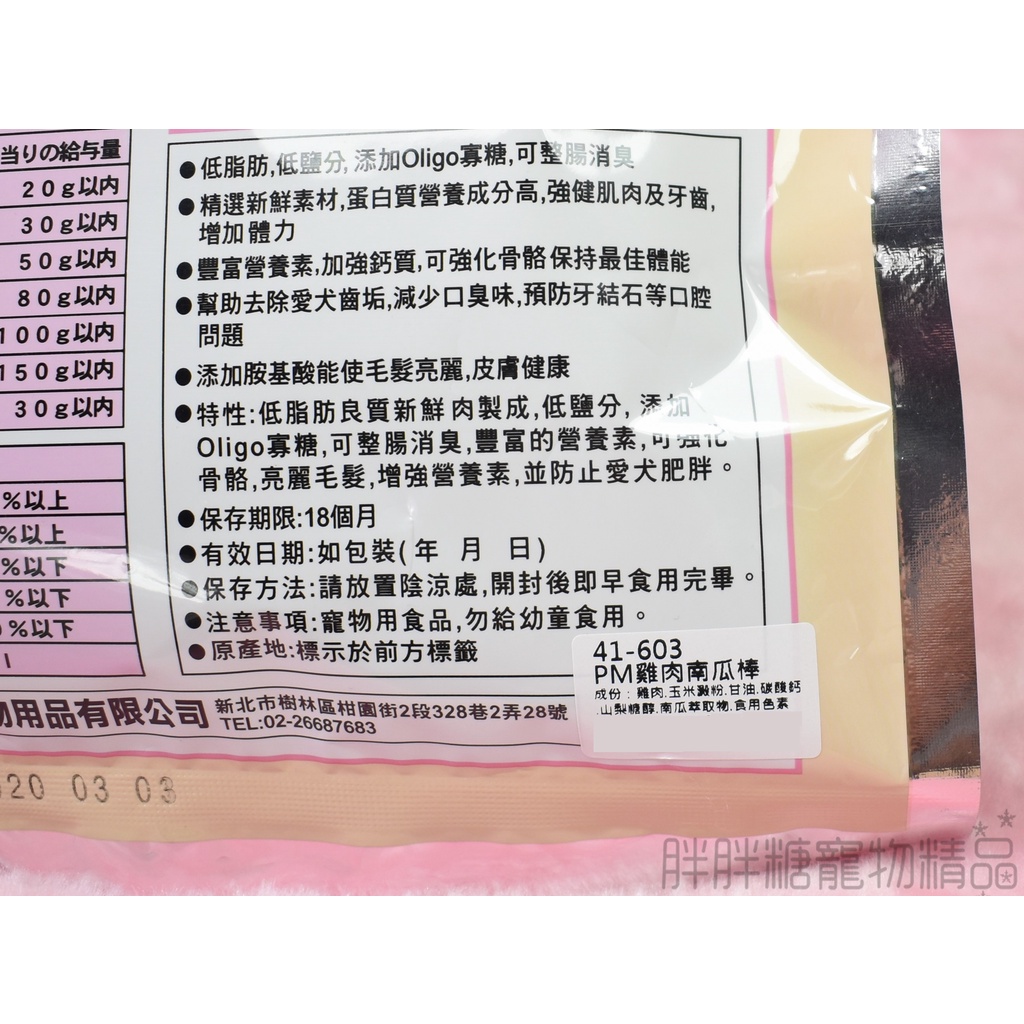 当りの給与量
20g以内
30g以内
50g以内
80g以内
100g以内
150g以内
30g以内
%以上
%以上
%以下
%以下
%以下
●低脂肪,低鹽分,添加Oligo寡糖,可整腸消臭
●精選新鮮素材,蛋白質營養成分高,強健肌肉及牙齒,
增加體力
●豐富營養素,加強鈣質,可強化骨骼保持最佳體能
●幫助去除愛犬齒垢,減少口臭味,預防牙結石等口腔
問題
●添加胺基酸能使毛髮亮麗,皮膚健康
●特性:低脂肪良質新鮮肉製成,低鹽分,添加
Oligo寡糖,可整腸消臭,豐富的營養素,可強化
骨骼,亮麗毛髮,增強營養素,並防止愛犬肥胖。
●保存期限:18個月
●有效日期:如包裝(年 月 日)
●保存方法:請放置陰涼處,開封後即早食用完畢。
●注意事項:寵物用食品,勿給幼童食用。
●原產地:標示於前方標籤
41-603
PM雞肉南瓜棒
成份:雞肉.玉米澱粉.甘油.碳酸鈣
.山梨糖醇.南瓜萃取物.食用色素
物用品有限公司 新北市樹林區柑園街2段328巷2弄28號
TEL:02-26687683
20 03 03
胖胖糖寵物精品